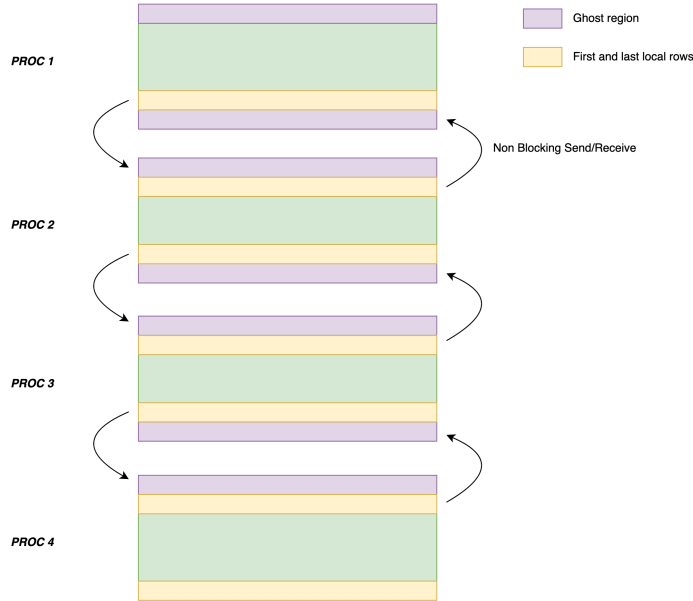 Ghost region
First and last local rows
PROC 1
Non Blocking Send/Receive
PROC 2
PROC 3
PROC 4